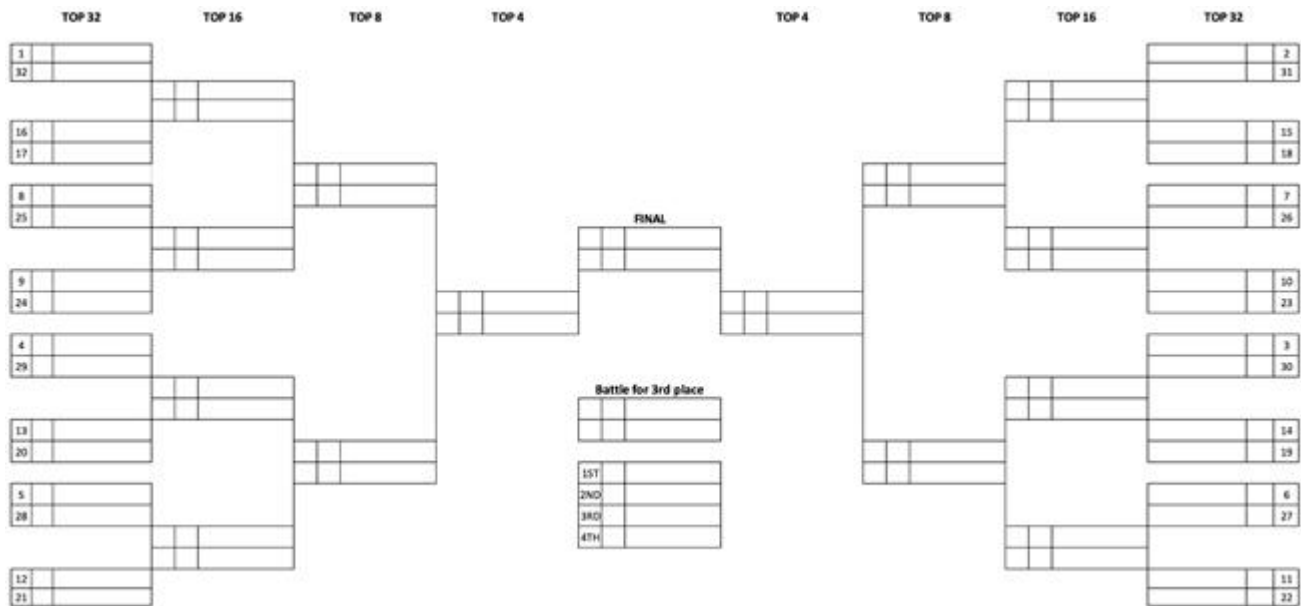 TOP 32 TOP 16 TOP 8 TOP 4 TOP 4 TOP 8 TOP 16 TOP 32
1 2
32 31
16 15
17 18
8 7
25 26
FINAL
9 10
24 23
4 3
29 30
Battle for 3rd place
13 14
20 19
1ST
5 6
2ND
28 27
3RD
4TH
12 11
21 22